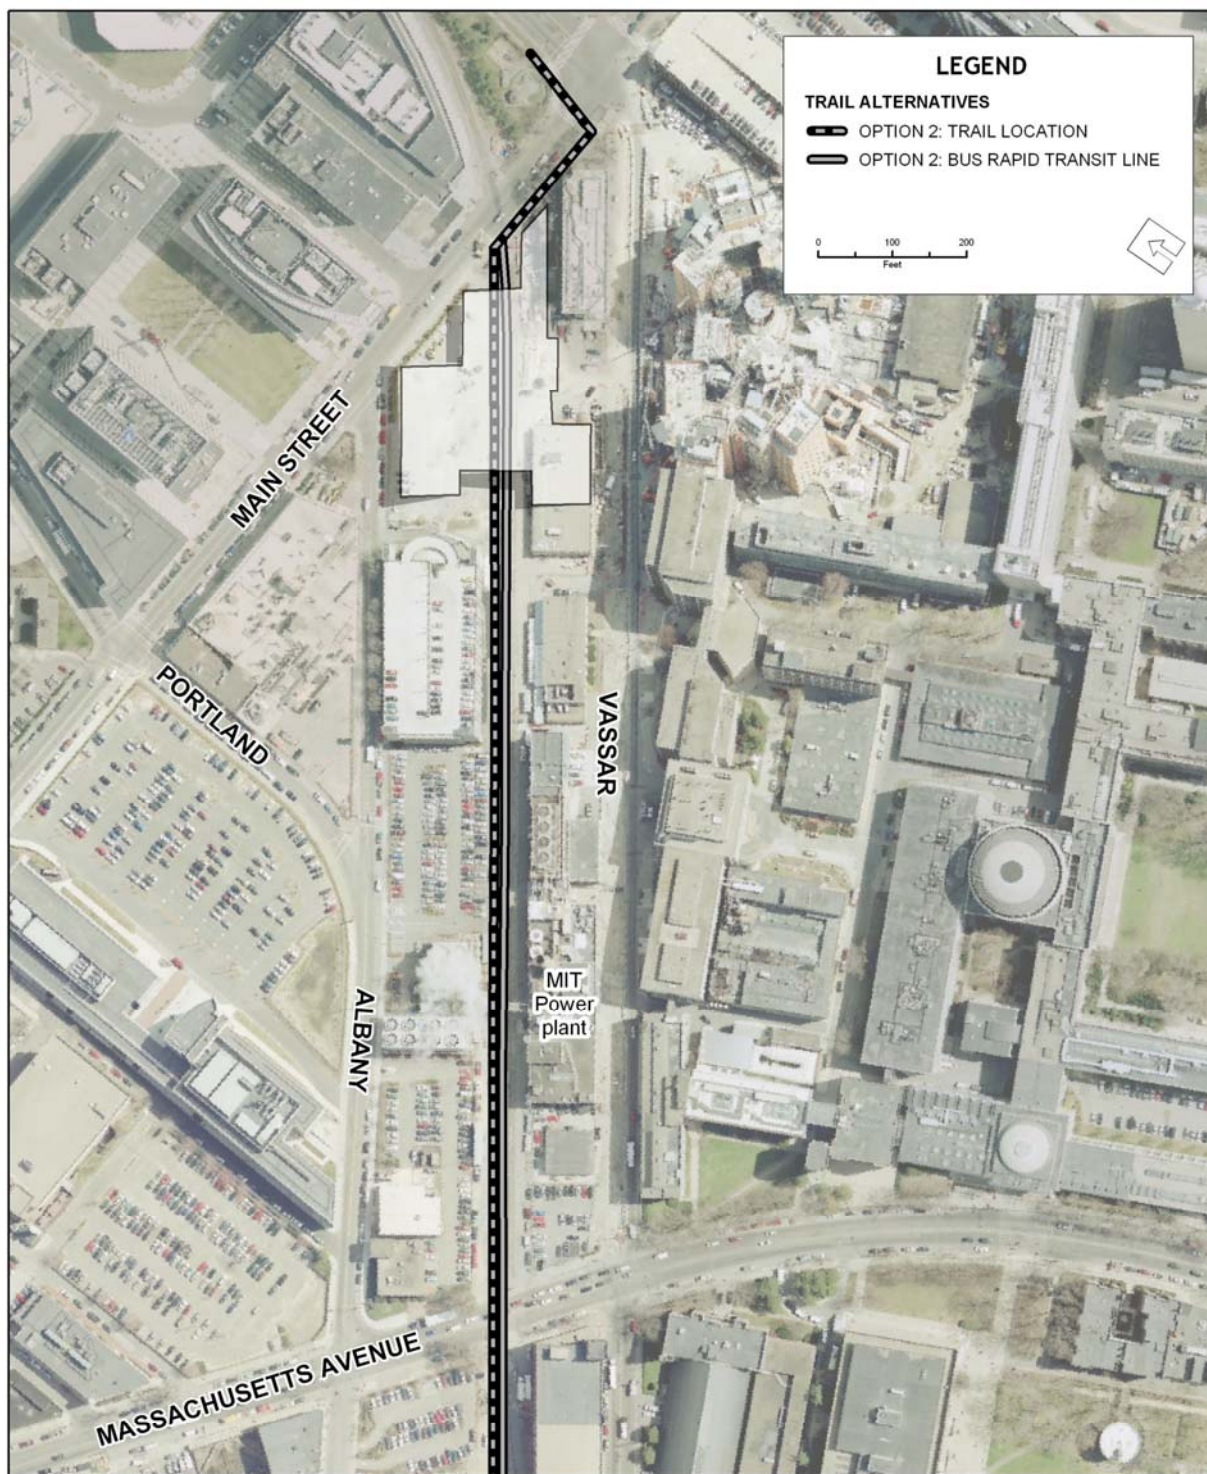 LEGEND
TRAIL ALTERNATIVES
OPTION 2: TRAIL LOCATION
OPTION 2: BUS RAPID TRANSIT LINE
0 100 200
Feet
MAIN STREET
PORTLAND
VASSAR
MIT
Power
plant
ALBANY
MASSACHUSETTS AVENUE